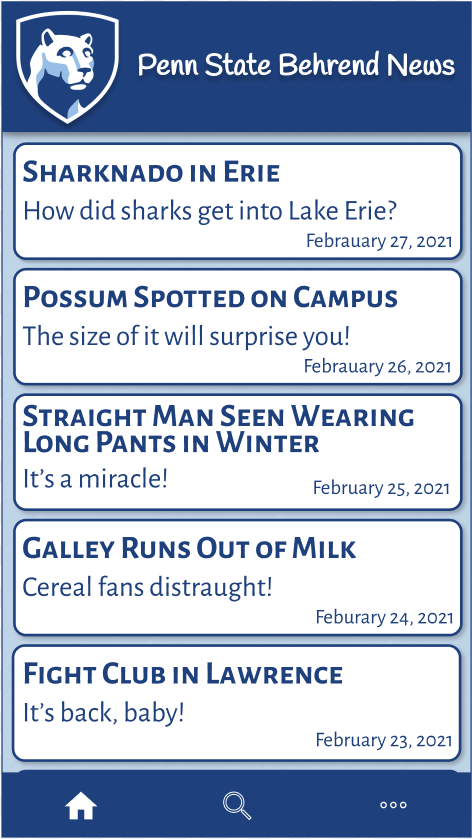 Penn State Behrend News
Sharknado in Erie
How did sharks get into Lake Erie?
Febrauary 27, 2021
Possum Spotted on Campus
The size of it will surprise you!
Febrauary 26, 2021
Straight Man Seen Wearing
Long Pants in Winter
It's a miracle!
February 25, 2021
Galley Runs Out of Milk
Cereal fans distraught!
Feburary 24, 2021
Fight Club in Lawrence
It's back, baby!
February 23, 2021